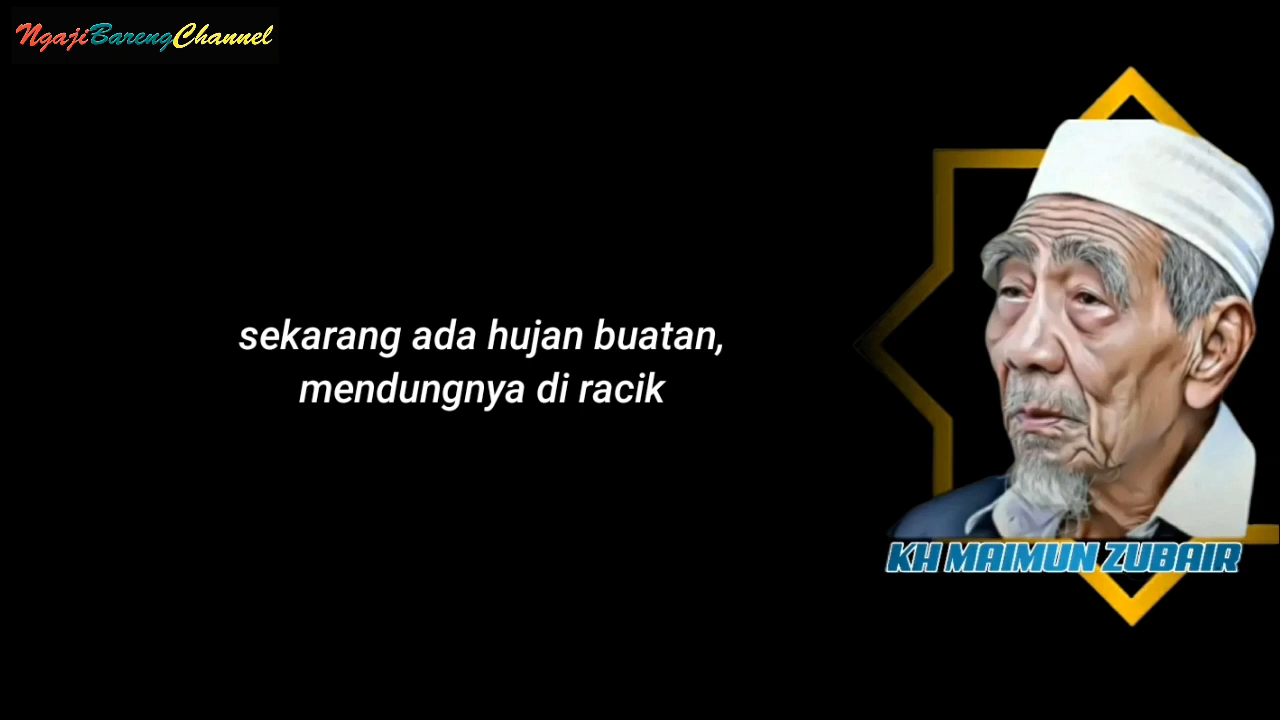 NgajiBarengChannel
sekarang ada hujan buatan,
mendungnya di racik
KH MAIMUN ZUBAIR